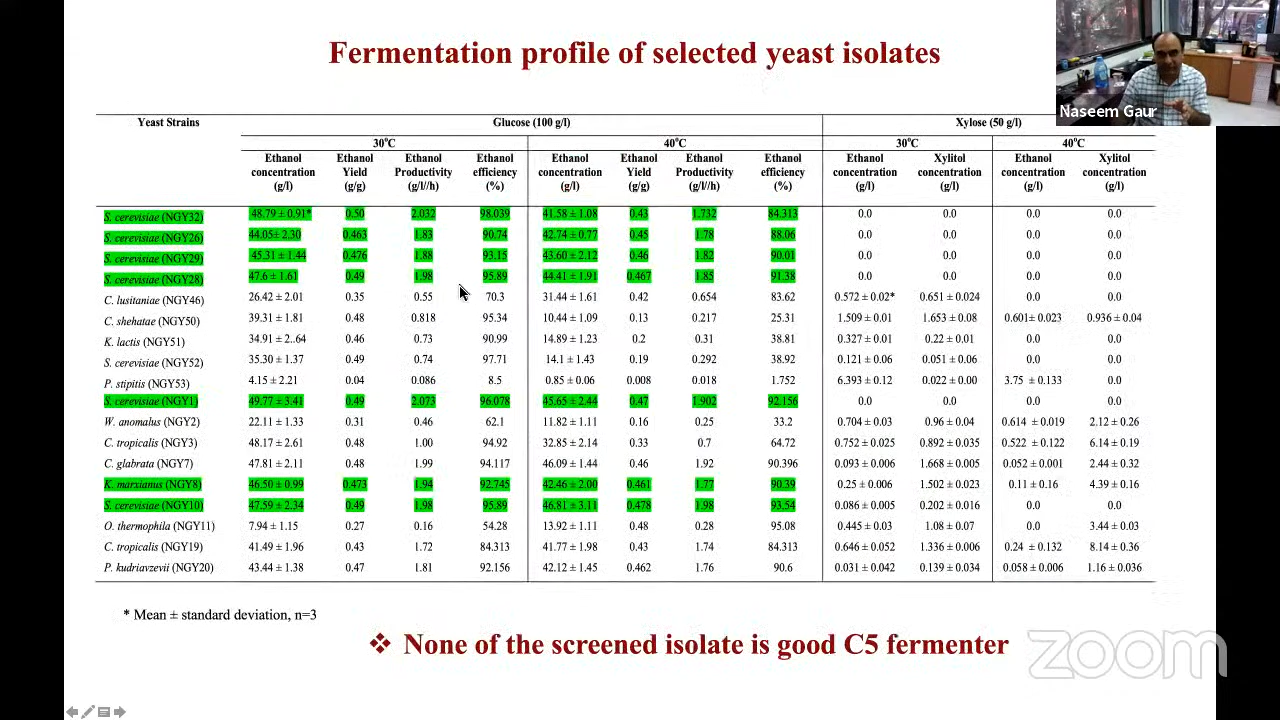 Fermentation profile of selected yeast isolates
Naseem Gaur
Yeast Strains Glucose (100 g/l) Xylose (50 g/l)
30°C 40°C 30°C 40°C
Ethanol concentration (g/l) Ethanol Yield (g/g) Ethanol Productivity (g/l//h) Ethanol efficiency (%) Ethanol concentration (g/l) Ethanol Yield (g/g) Ethanol Productivity (g/l//h) Ethanol efficiency (%) Ethanol concentration (g/l) Xylitol concentration (g/l) Ethanol concentration (g/l) Xylitol concentration (g/l)
S. cerevisiae (NGY32) 48.79 ± 0.91* 0.50 2.032 98.039 41.58 ± 1.08 0.43 1.732 84.313 0.0 0.0 0.0 0.0
S. cerevisiae (NGY26) 44.05± 2.30 0.463 1.83 90.74 42.74 ± 0.77 0.45 1.78 88.06 0.0 0.0 0.0 0.0
S. cerevisiae (NGY29) 45.31 ± 1.44 0.476 1.88 93.15 43.60 ± 2.12 0.46 1.82 90.01 0.0 0.0 0.0 0.0
S. cerevisiae (NGY28) 47.6 ± 1.61 0.49 1.98 95.89 44.41 ± 1.91 0.467 1.85 91.38 0.0 0.0 0.0 0.0
C. lusitaniae (NGY46) 26.42 ± 2.01 0.35 0.55 70.3 31.44 ± 1.61 0.42 0.654 83.62 0.572 ± 0.02* 0.651 ± 0.024 0.0 0.0
C. shehatae (NGY50) 39.31 ± 1.81 0.48 0.818 95.34 10.44 ± 1.09 0.13 0.217 25.31 1.509 ± 0.01 1.653 ± 0.08 0.601± 0.023 0.936 ± 0.04
K. lactis (NGY51) 34.91 ± 2..64 0.46 0.73 90.99 14.89 ± 1.23 0.2 0.31 38.81 0.327 ± 0.01 0.22 ± 0.01 0.0 0.0
S. cerevisiae (NGY52) 35.30 ± 1.37 0.49 0.74 97.71 14.1 ± 1.43 0.19 0.292 38.92 0.121 ± 0.06 0.051 ± 0.06 0.0 0.0
P. stipitis (NGY53) 4.15 ± 2.21 0.04 0.086 8.5 0.85 ± 0.06 0.008 0.018 1.752 6.393 ± 0.12 0.022 ± 0.00 3.75 ± 0.133 0.0
S. cerevisiae (NGY1) 49.77 ± 3.41 0.49 2.073 96.078 45.65 ± 2.44 0.47 1.902 92.156 0.0 0.0 0.0 0.0
W. anomalus (NGY2) 22.11 ± 1.33 0.31 0.46 62.1 11.82 ± 1.11 0.16 0.25 33.2 0.704 ± 0.03 0.96 ± 0.04 0.614 ± 0.019 2.12 ± 0.26
C. tropicalis (NGY3) 48.17 ± 2.61 0.48 1.00 94.92 32.85 ± 2.14 0.33 0.7 64.72 0.752 ± 0.025 0.892 ± 0.035 0.522 ± 0.122 6.14 ± 0.19
C. glabrata (NGY7) 47.81 ± 2.11 0.48 1.99 94.117 46.09 ± 1.44 0.46 1.92 90.396 0.093 ± 0.006 1.668 ± 0.005 0.052 ± 0.001 2.44 ± 0.32
K. marxianus (NGY8) 46.50 ± 0.99 0.473 1.94 92.745 42.46 ± 2.00 0.461 1.77 90.39 0.25 ± 0.006 1.502 ± 0.023 0.11 ± 0.16 4.39 ± 0.16
S. cerevisiae (NGY10) 47.59 ± 2.34 0.49 1.98 95.89 46.81 ± 3.11 0.478 1.98 93.54 0.086 ± 0.005 0.202 ± 0.016 0.0 0.0
O. thermophila (NGY11) 7.94 ± 1.15 0.27 0.16 54.28 13.92 ± 1.11 0.48 0.28 95.08 0.445 ± 0.03 1.08 ± 0.07 0.0 3.44 ± 0.03
C. tropicalis (NGY19) 41.49 ± 1.96 0.43 1.72 84.313 41.77 ± 1.98 0.43 1.74 84.313 0.646 ± 0.052 1.336 ± 0.006 0.24 ± 0.132 8.14 ± 0.36
P. kudriavzevii (NGY20) 43.44 ± 1.38 0.47 1.81 92.156 42.12 ± 1.45 0.462 1.76 90.6 0.031 ± 0.042 0.139 ± 0.034 0.058 ± 0.006 1.16 ± 0.036
* Mean ± standard deviation, n=3
❖ None of the screened isolate is good C5 fermenter
zoom